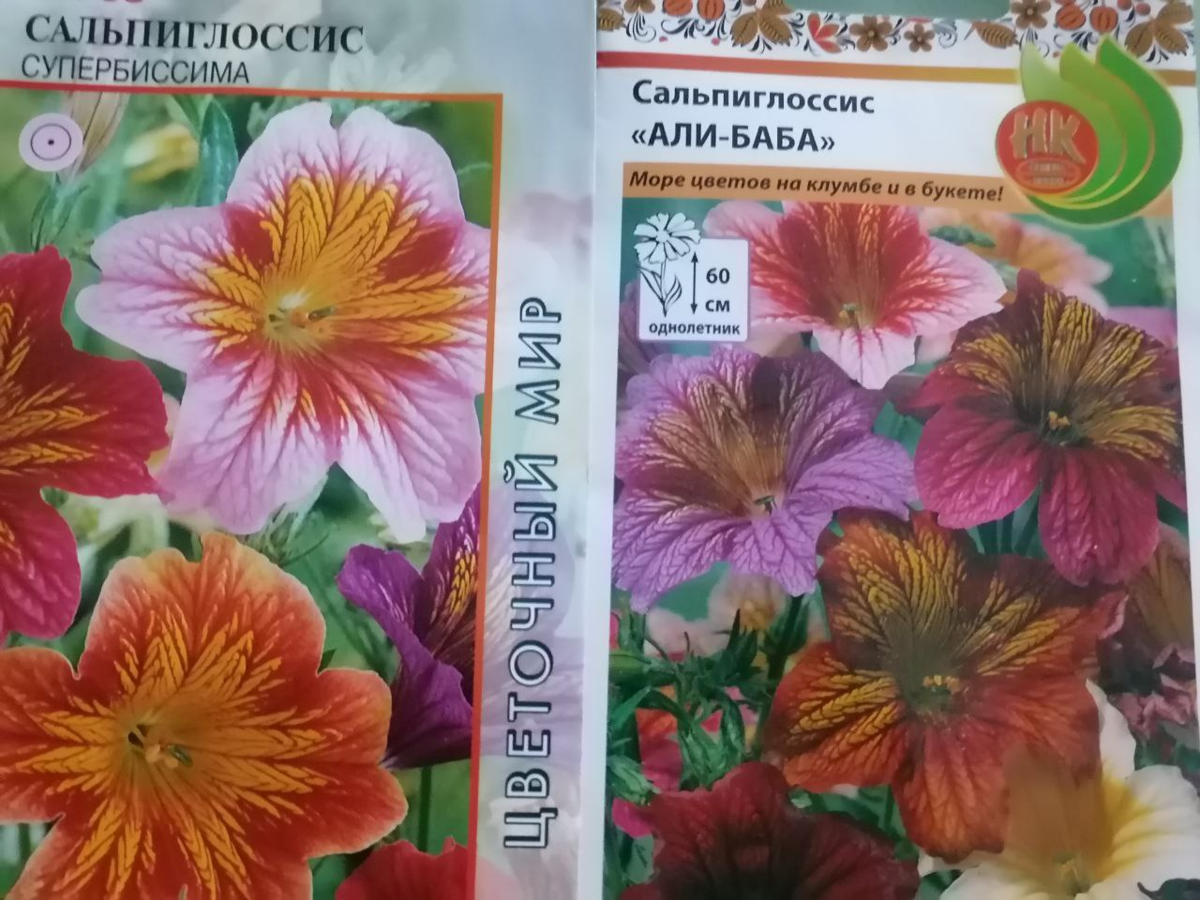 САЛЬПИГЛОССИС
СУПЕРБИССИМА
ЦВЕТОЧНЫЙ МИР
Сальпиглоссис
«АЛИ-БАБА»
НК
Море цветов на клумбе и в букете!
60
см
однолетник